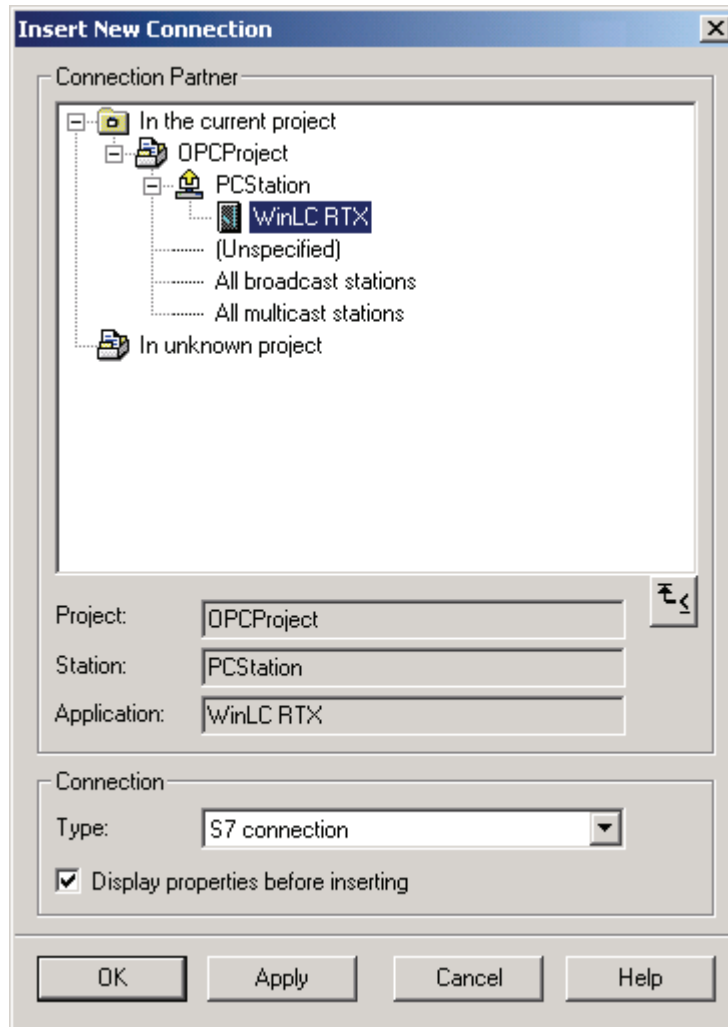 Insert New Connection
Connection Partner
In the current project
OPCProject
PCStation
WinLC RTX
(Unspecified)
All broadcast stations
All multicast stations
In unknown project
Project: OPCProject
Station: PCStation
Application: WinLC RTX
Connection
Type: S7 connection
Display properties before inserting
OK Apply Cancel Help